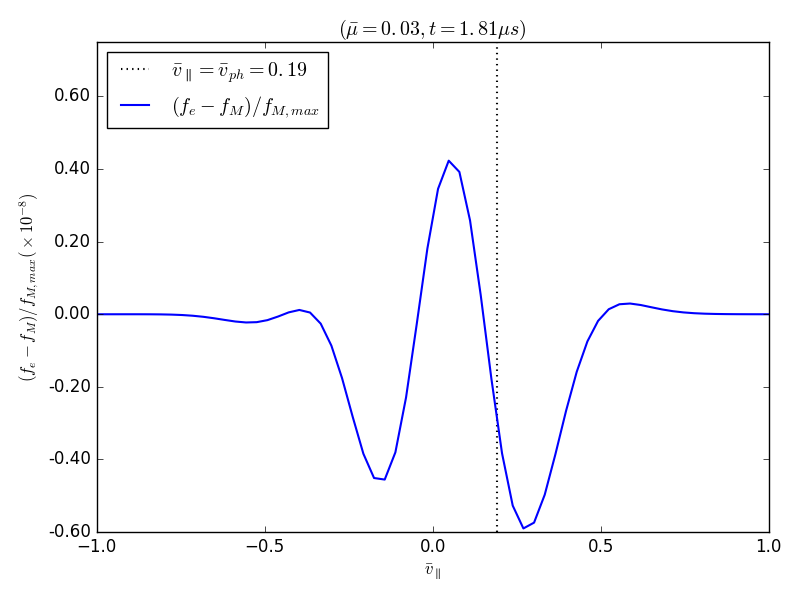 (μ̄ = 0.03, t = 1.81μs)
v̄∥ = v̄ph = 0.19
(fe − fM)/fM,max
(fe − fM)/fM,max(×10⁻⁸)
0.60
0.40
0.20
0.00
-0.20
-0.40
-0.60
−1.0 −0.5 0.0 0.5 1.0
v̄∥